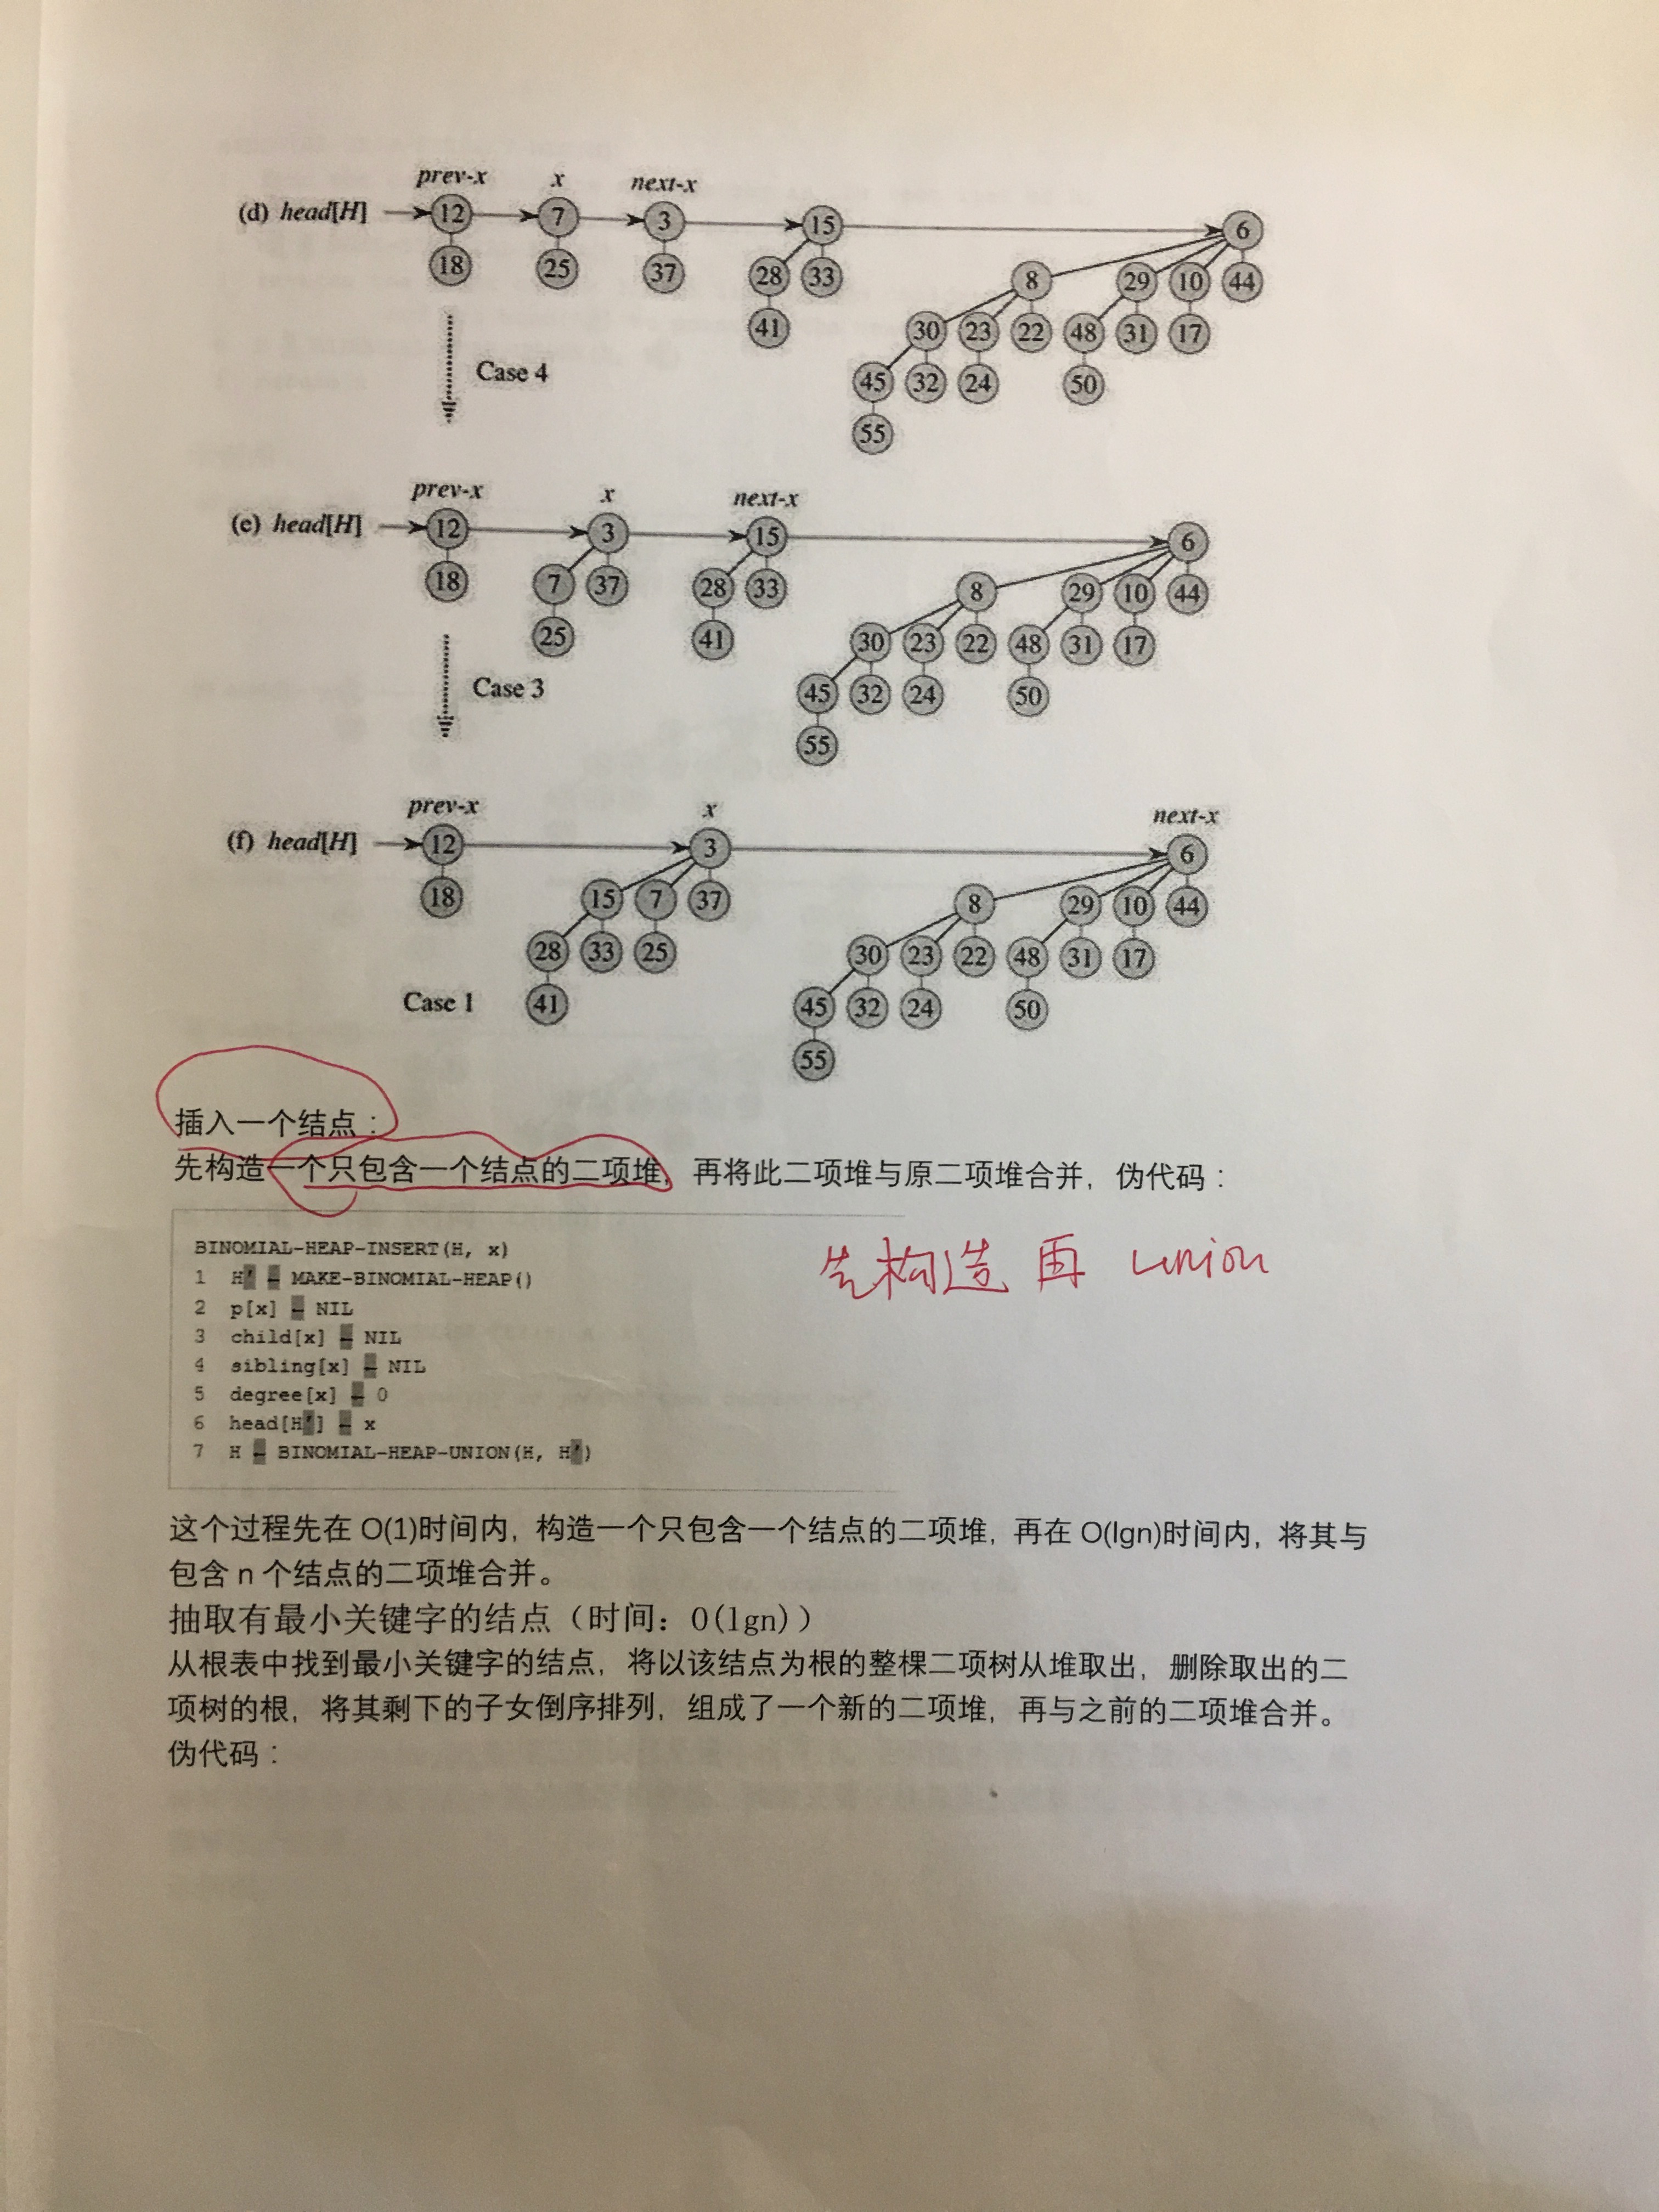 prev-x x next-x
(d) head[H] 12 7 3 15 6
18 25 37 28 33 8 29 10 44
41 30 23 22 48 31 17
Case 4 45 32 24 50
55
prev-x x next-x
(e) head[H] 12 3 15 6
18 7 37 28 33 8 29 10 44
25 41 30 23 22 48 31 17
Case 3 45 32 24 50
55
prev-x x next-x
(f) head[H] 12 3 6
18 15 7 37 8 29 10 44
28 33 25 30 23 22 48 31 17
Case 1 41 45 32 24 50
55
插入一个结点：
先构造一个只包含一个结点的二项堆，再将此二项堆与原二项堆合并，伪代码：
BINOMIAL-HEAP-INSERT(H, x)
先构造 再 union
1 H' ← MAKE-BINOMIAL-HEAP()
2 p[x] ← NIL
3 child[x] ← NIL
4 sibling[x] ← NIL
5 degree[x] ← 0
6 head[H'] ← x
7 H ← BINOMIAL-HEAP-UNION(H, H')
这个过程先在 O(1)时间内，构造一个只包含一个结点的二项堆，再在 O(lgn)时间内，将其与
包含 n 个结点的二项堆合并。
抽取有最小关键字的结点（时间：O(lgn)）
从根表中找到最小关键字的结点，将以该结点为根的整棵二项树从堆取出，删除取出的二
项树的根，将其剩下的子女倒序排列，组成了一个新的二项堆，再与之前的二项堆合并。
伪代码：